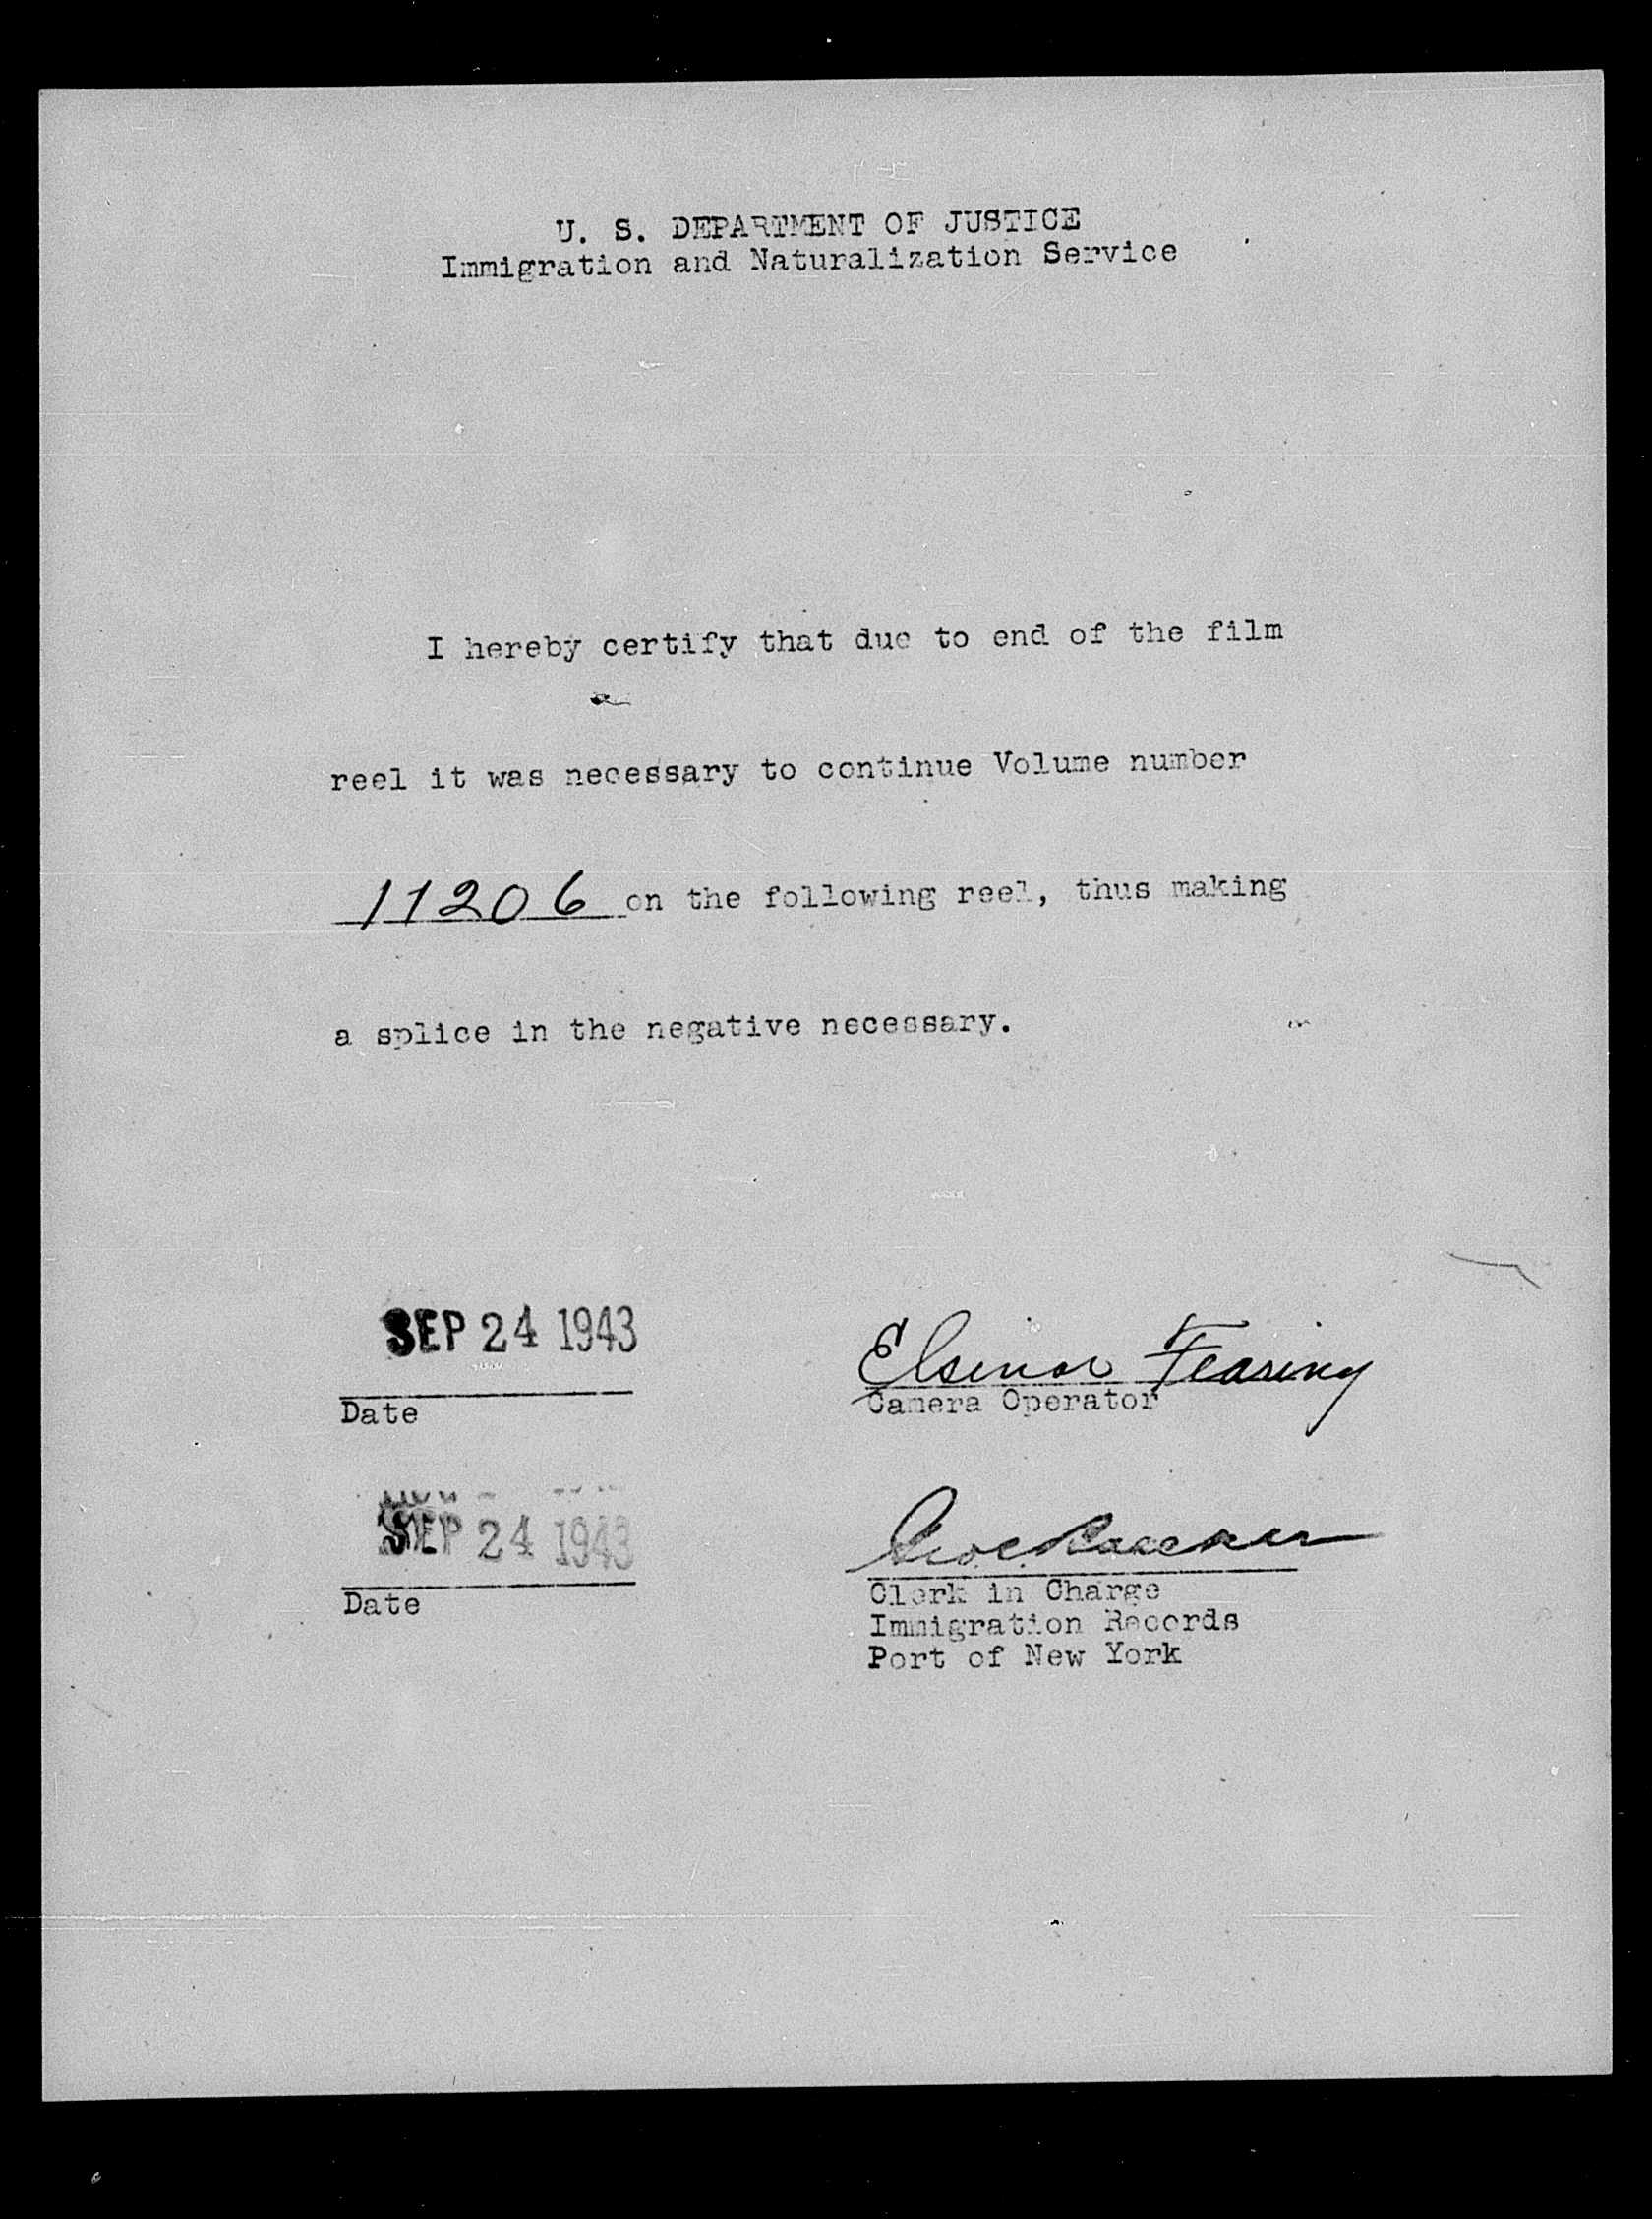 U. S. DEPARTMENT OF JUSTICE
Immigration and Naturalization Service
I hereby certify that due to end of the film
reel it was necessary to continue Volume number
11206 on the following reel, thus making
a splice in the negative necessary.
SEP 24 1943
Date
Elsinor Fearing
Camera Operator
SEP 24 1943
Date
Clerk in Charge
Immigration Records
Port of New York